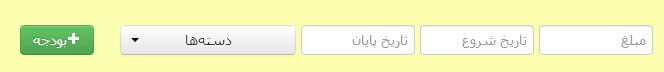 مبلغ تاریخ شروع تاریخ پایان دسته‌ها +بودجه